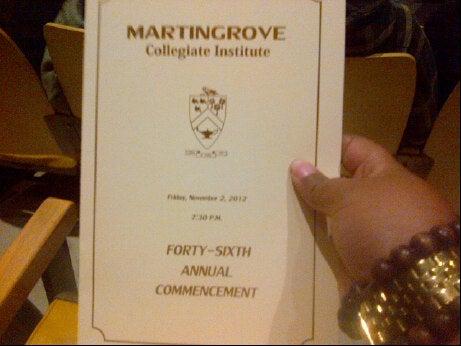 MARTINGROVE
Collegiate Institute
Friday, November 2, 2012
7:30 P.M.
FORTY-SIXTH
ANNUAL
COMMENCEMENT